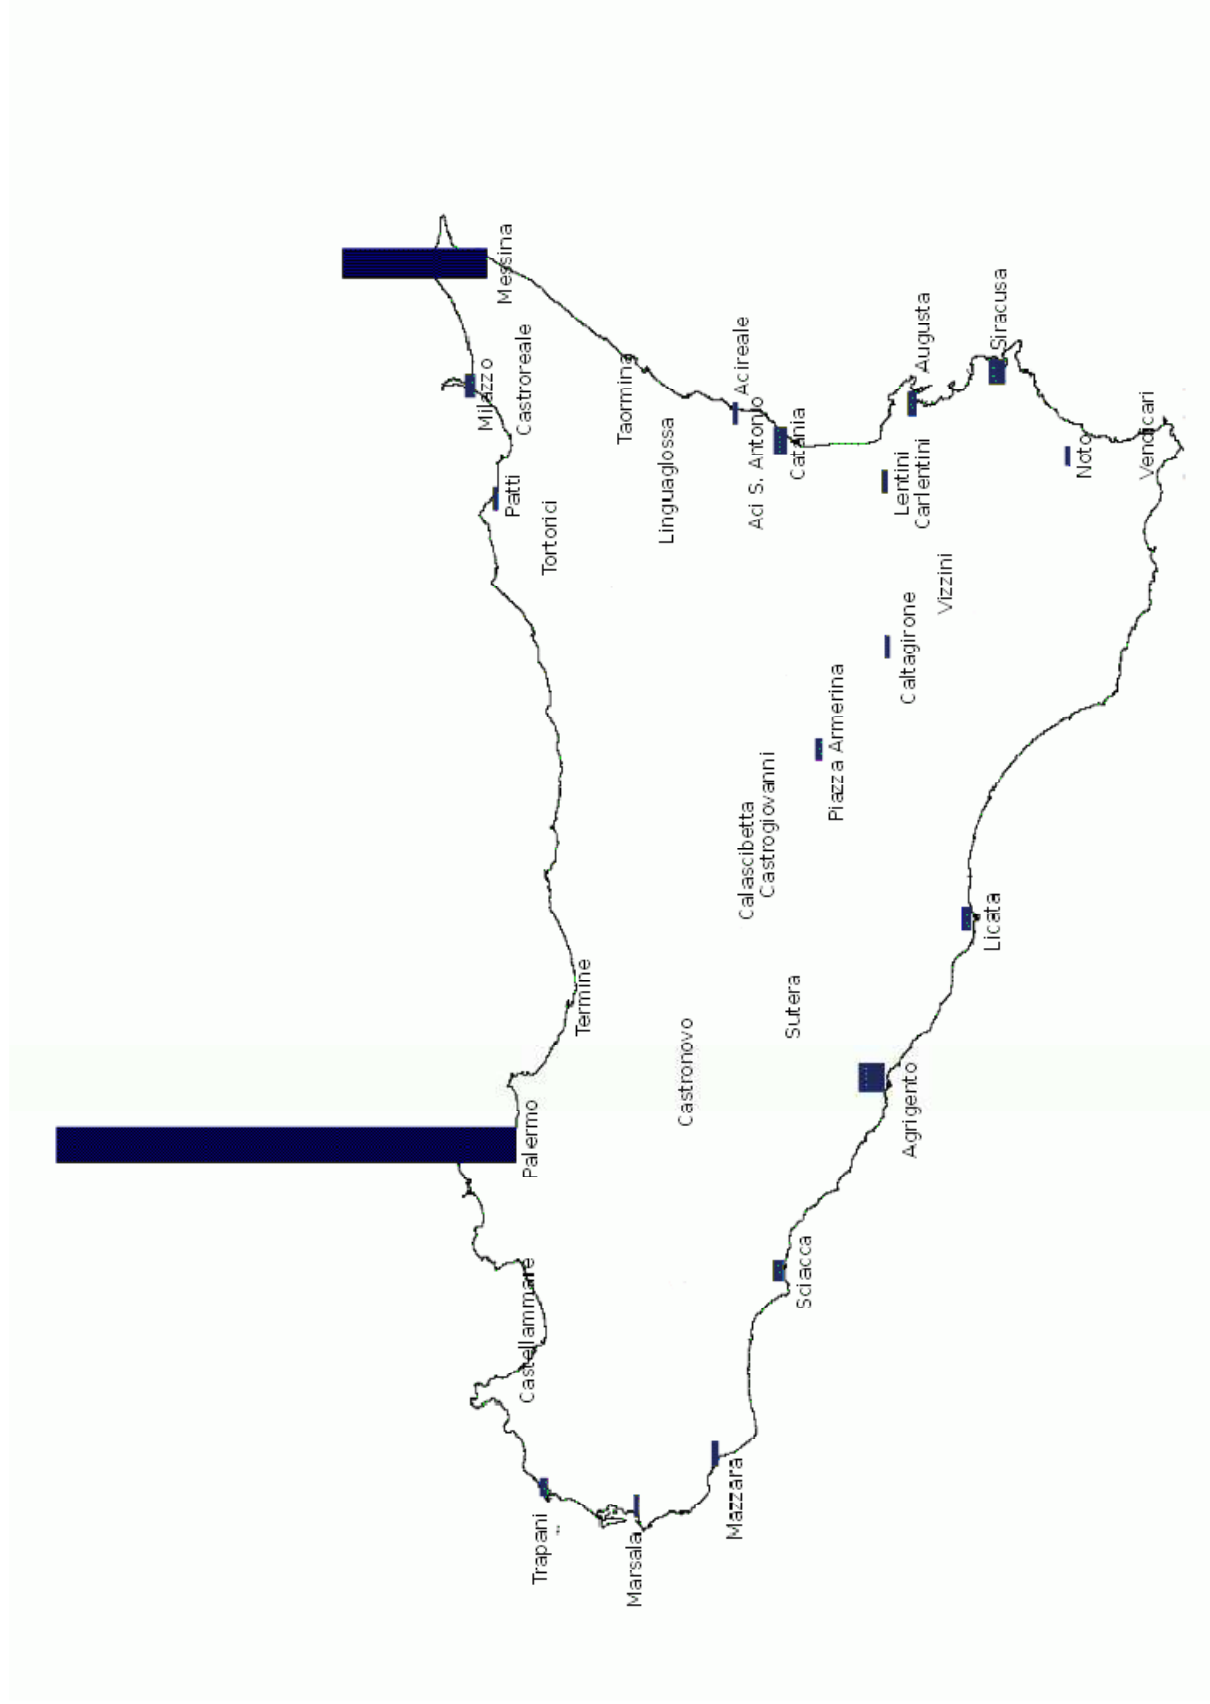 Messina
Milazzo
Castroreale
Patti
Tortorici
Taormina
Linguaglossa
Acireale
Aci S. Antonio
Catania
Augusta
Lentini
Carlentini
Siracusa
Noto
Vendicari
Vizzini
Caltagirone
Piazza Armerina
Calascibetta
Castrogiovanni
Termine
Sutera
Licata
Castronovo
Palermo
Agrigento
Castellammare
Sciacca
Trapani
Marsala
Mazzara